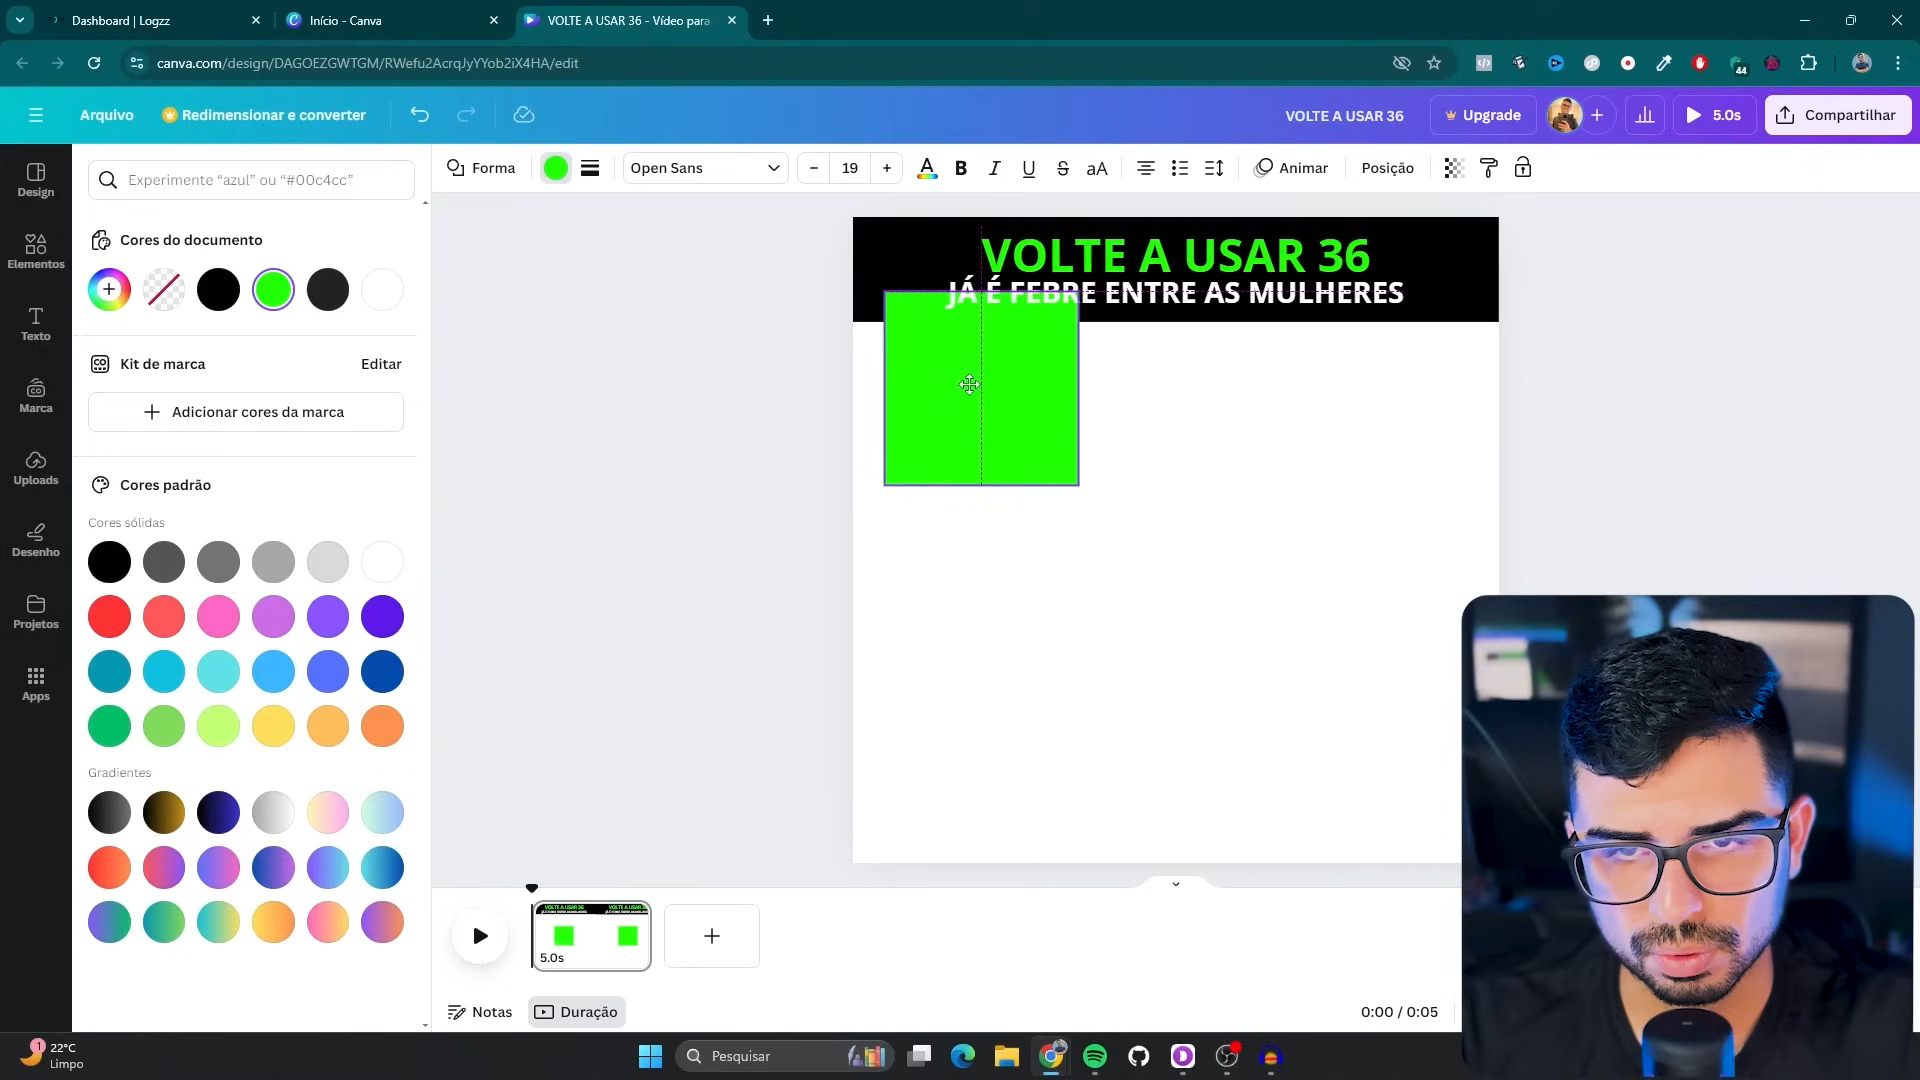 Dashboard | Logzz
Início - Canva
VOLTE A USAR 36 - Vídeo para
canva.com/design/DAGOEZGWTGM/RWefu2AcrqJyYYob2iX4HA/edit
44
Arquivo
Redimensionar e converter
VOLTE A USAR 36
Upgrade
5.0s
Compartilhar
Design
Elementos
Texto
Marca
Uploads
Desenho
Projetos
Apps
Experimente “azul” ou “#00c4cc”
Cores do documento
Kit de marca
Editar
Adicionar cores da marca
Cores padrão
Cores sólidas
Gradientes
Forma
Open Sans
19
A
B
I
U
S
aA
Animar
Posição
VOLTE A USAR 36
JÁ É FEBRE ENTRE AS MULHERES
5.0s
Notas
Duração
0:00 / 0:05
1
22°C
Limpo
Pesquisar